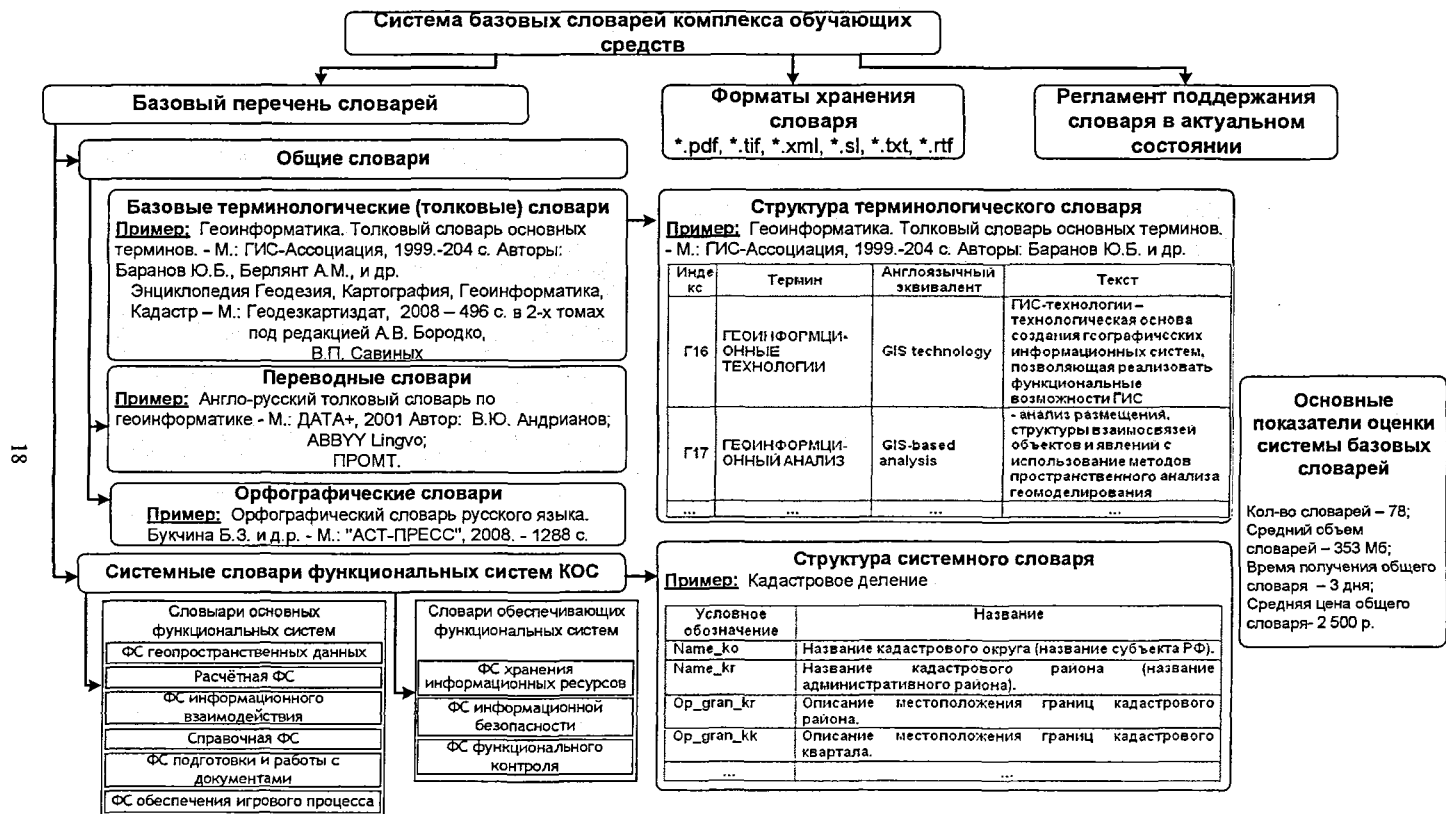 Система базовых словарей комплекса обучающих
средств
Базовый перечень словарей
Форматы хранения
словаря
*.pdf, *.tif, *.xml, *.sl, *.txt, *.rtf
Регламент поддержания
словаря в актуальном
состоянии
Общие словари
Базовые терминологические (толковые) словари
Пример: Геоинформатика. Толковый словарь основных
терминов. - М.: ГИС-Ассоциация, 1999.-204 с. Авторы:
Баранов Ю.Б., Берлянт А.М., и др.
Энциклопедия Геодезия, Картография, Геоинформатика,
Кадастр – М.: Геодезкартиздат, 2008 – 496 с. в 2-х томах
под редакцией А.В. Бородко,
В.П. Савиных
Переводные словари
Пример: Англо-русский толковый словарь по
геоинформатике - М.: ДАТА+, 2001 Автор: В.Ю. Андрианов;
ABBYY Lingvo;
ПРОМТ.
Орфографические словари
Пример: Орфографический словарь русского языка.
Букчина Б.З. и д.р. - М.: "АСТ-ПРЕСС", 2008. - 1288 с.
Структура терминологического словаря
Пример: Геоинформатика. Толковый словарь основных терминов.
- М.: ГИС-Ассоциация, 1999.-204 с. Авторы: Баранов Ю.Б. и др.
Инде
кс
Термин
Англоязычный
эквивалент
Текст
Г16
ГЕОИНФОРМЦИ-
ОННЫЕ
ТЕХНОЛОГИИ
GIS technology
ГИС-технологии –
технологическая основа
создания географических
информационных систем,
позволяющая реализовать
функциональные
возможности ГИС
Г17
ГЕОИНФОРМЦИ-
ОННЫЙ АНАЛИЗ
GIS-based
analysis
- анализ размещения,
структуры взаимосвязей
объектов и явлений с
использование методов
пространственного анализа
геомоделирования
...
...
...
...
Основные
показатели оценки
системы базовых
словарей
Кол-во словарей – 78;
Средний объем
словарей – 353 Мб;
Время получения общего
словаря – 3 дня;
Средняя цена общего
словаря- 2 500 р.
Системные словари функциональных систем КОС
Словыари основных
функциональных систем
ФС геопространственных данных
Расчётная ФС
ФС информационного
взаимодействия
Справочная ФС
ФС подготовки и работы с
документами
ФС обеспечения игрового процесса
Словари обеспечивающих
функциональных систем
ФС хранения
информационных ресурсов
ФС информационной
безопасности
ФС функционального
контроля
Структура системного словаря
Пример: Кадастровое деление
Условное
обозначение
Название
Name_ko
Название кадастрового округа (название субъекта РФ).
Name_kr
Название кадастрового района (название
административного района).
Op_gran_kr
Описание местоположения границ кадастрового
района.
Op_gran_kk
Описание местоположения границ кадастрового
квартала.
...
...
18